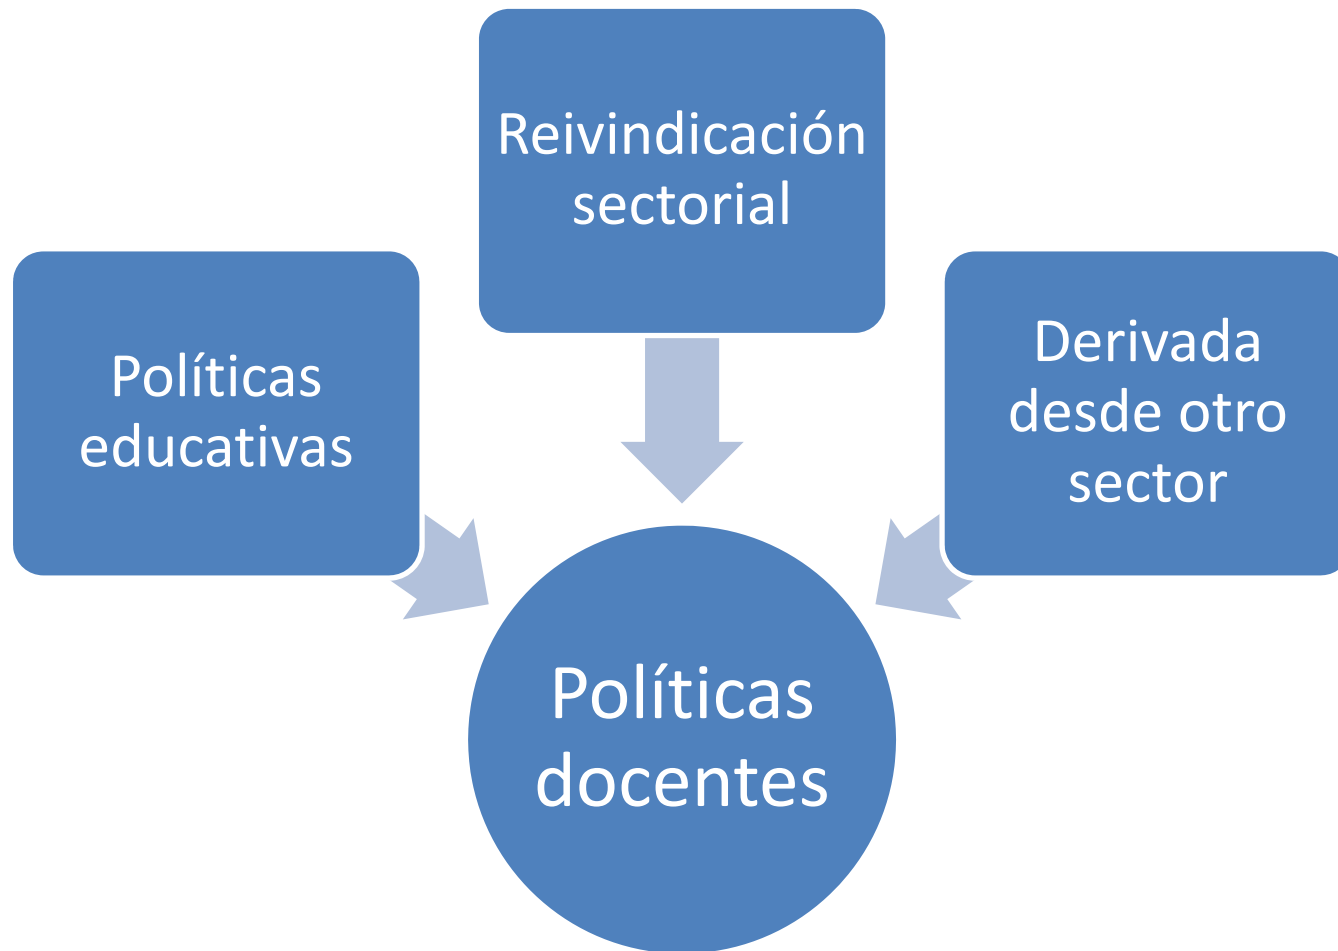 Reivindicación
sectorial
Políticas
educativas
Derivada
desde otro
sector
Políticas
docentes